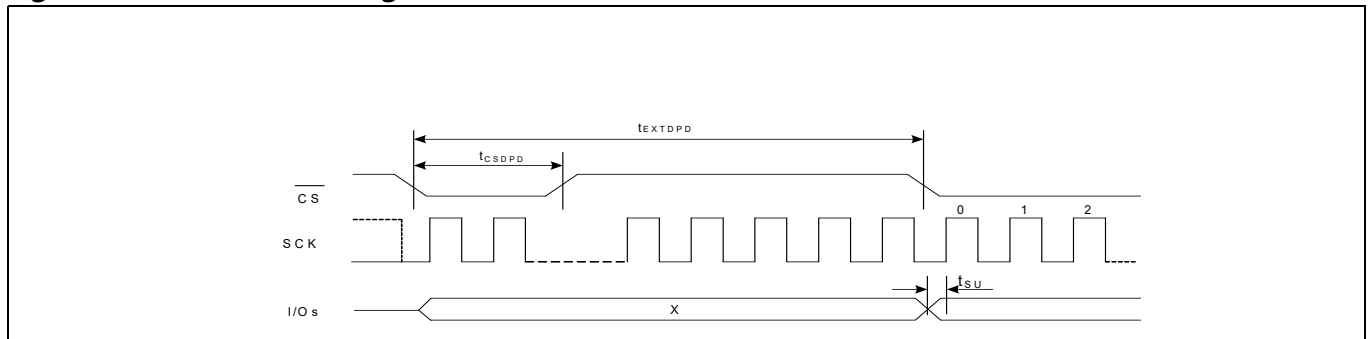 tEXTDPD
tCSDPD
CS
0 1 2
SCK
tSU
I/Os X